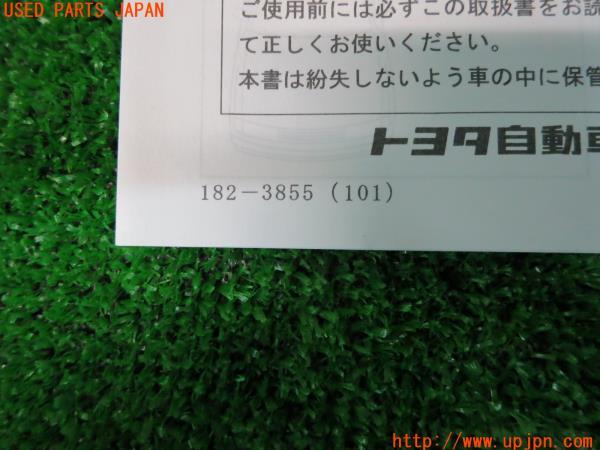 USED PARTS JAPAN
ご使用前には必ずこの取扱書をお読
て正しくお使いください。
本書は紛失しないよう車の中に保管
トヨタ自動車
182-3855 (101)
http://www.upjpn.com/